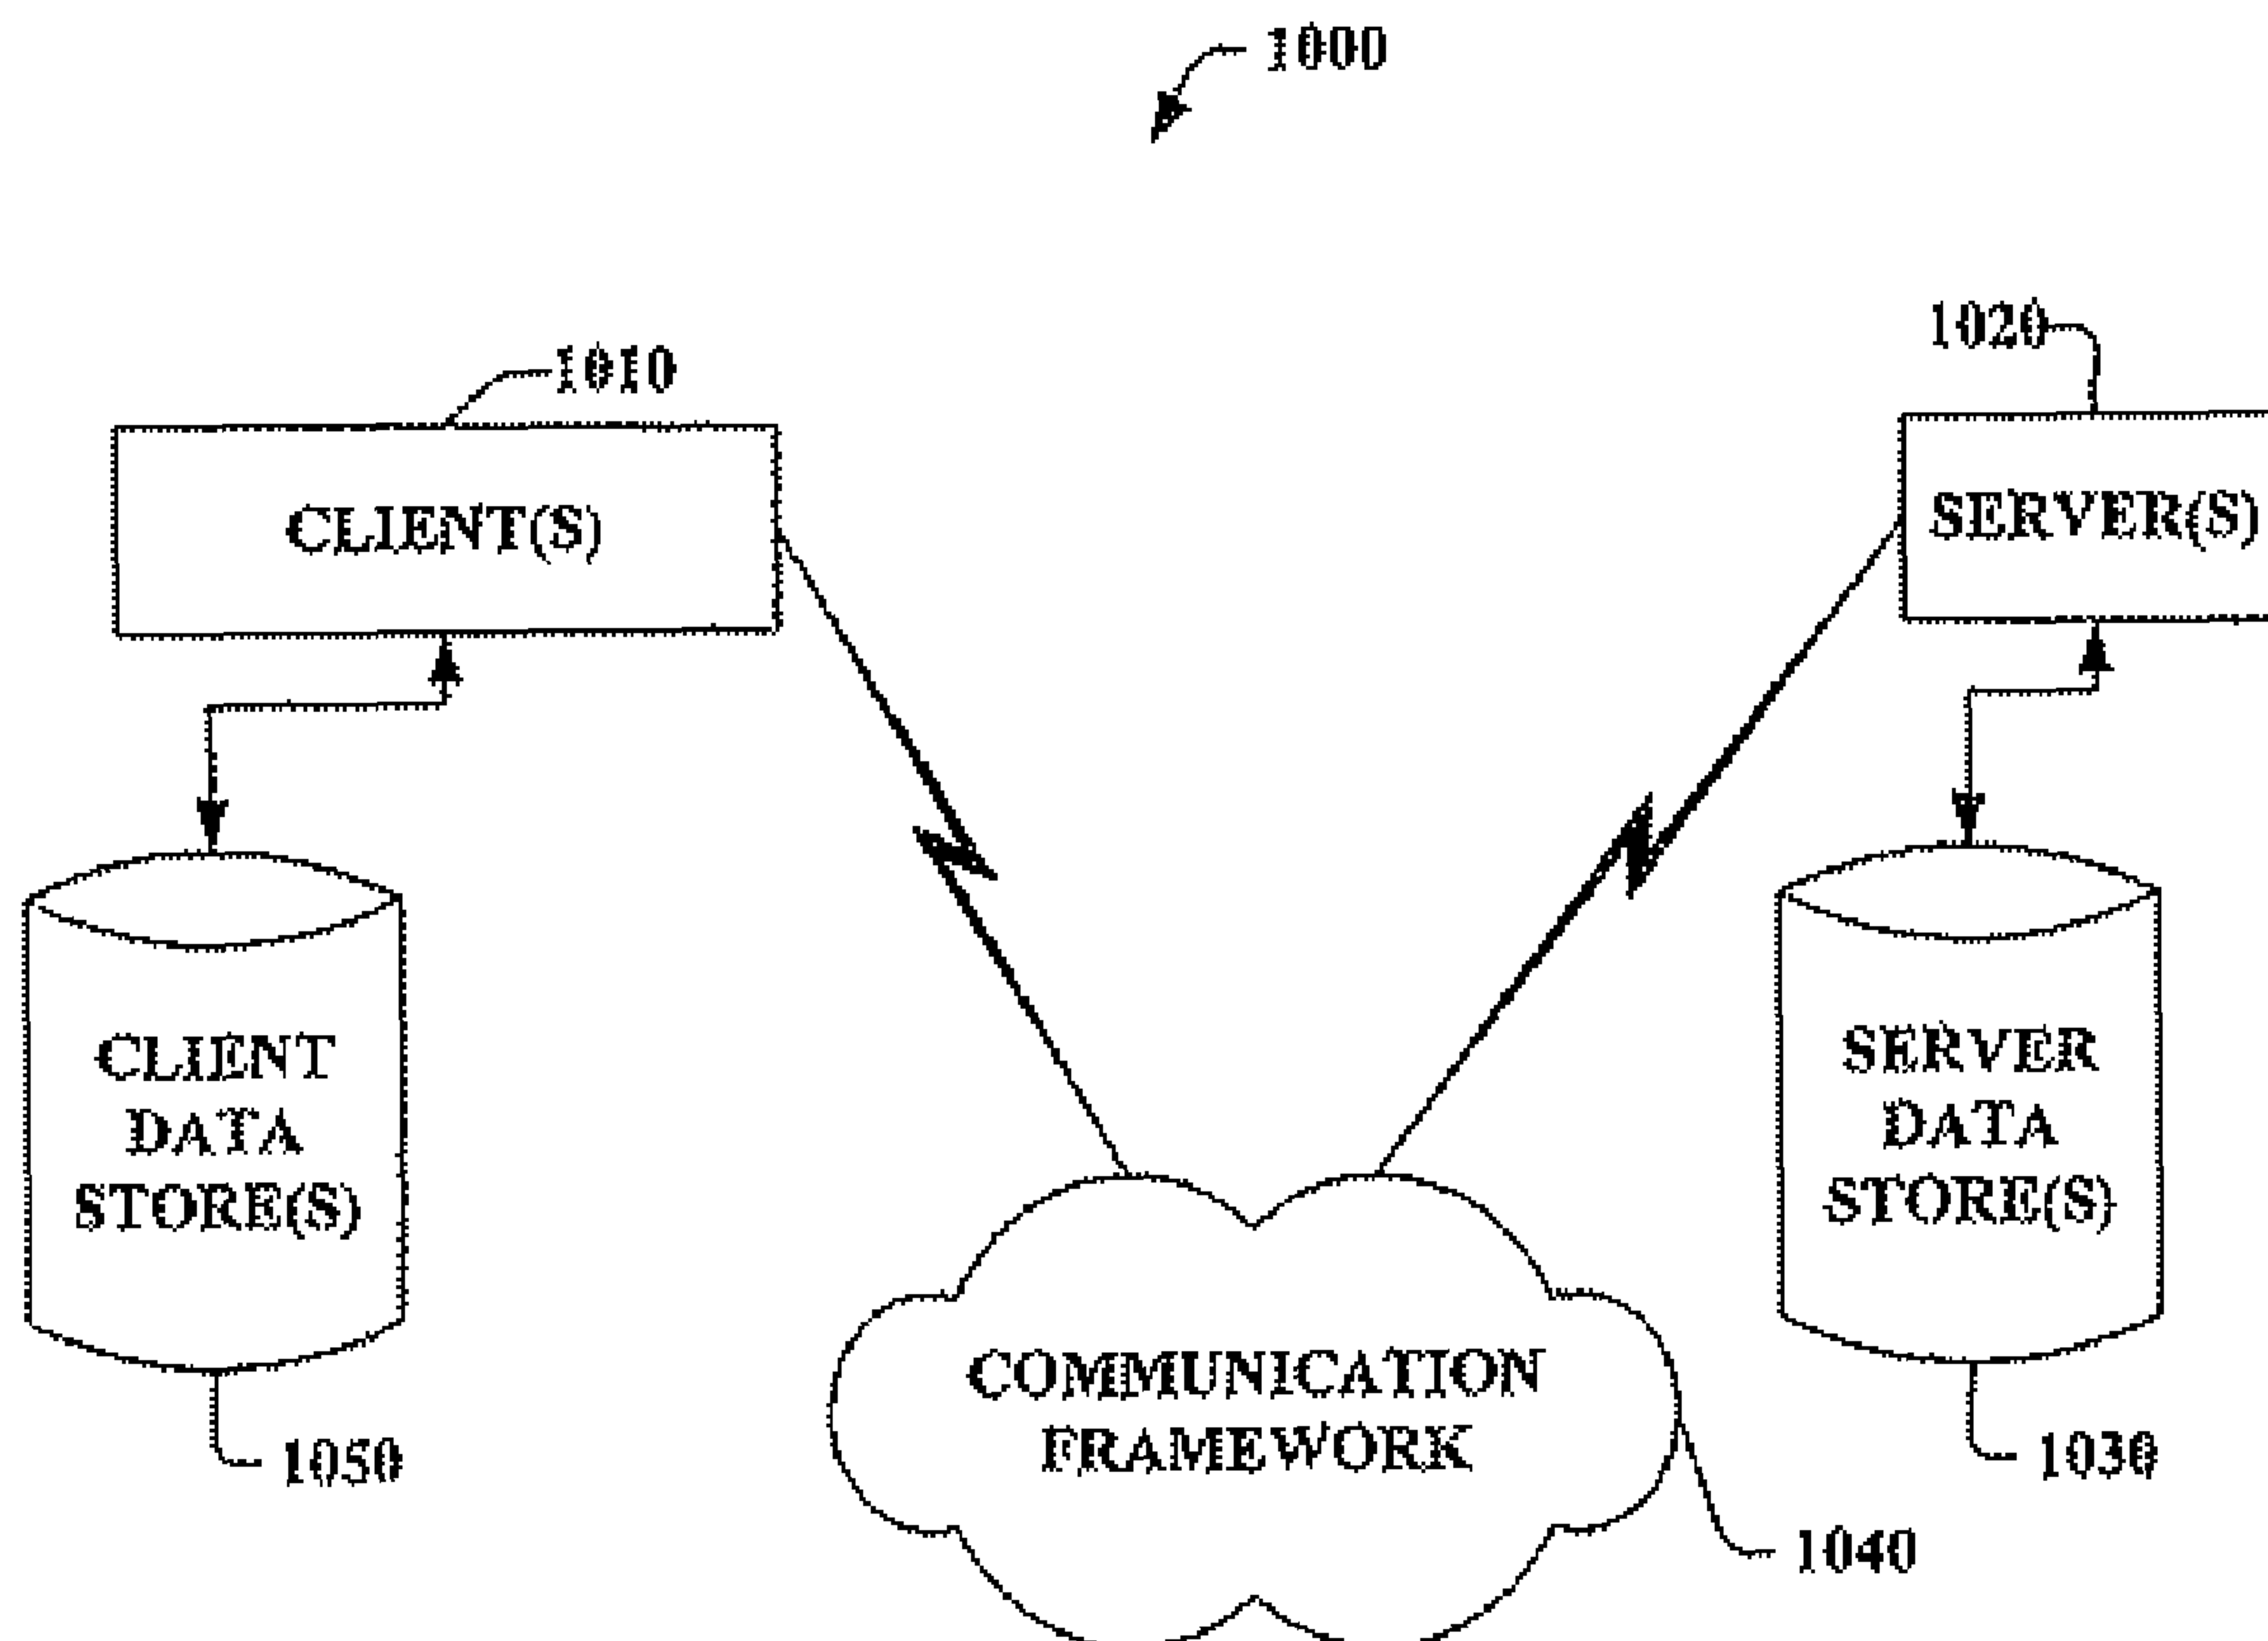 1000
1010
1020
CLIENT(S)
SERVER(S)
CLIENT
DATA
STORE(S)
SERVER
DATA
STORE(S)
COMMUNICATION
FRAMEWORK
1050
1030
1040